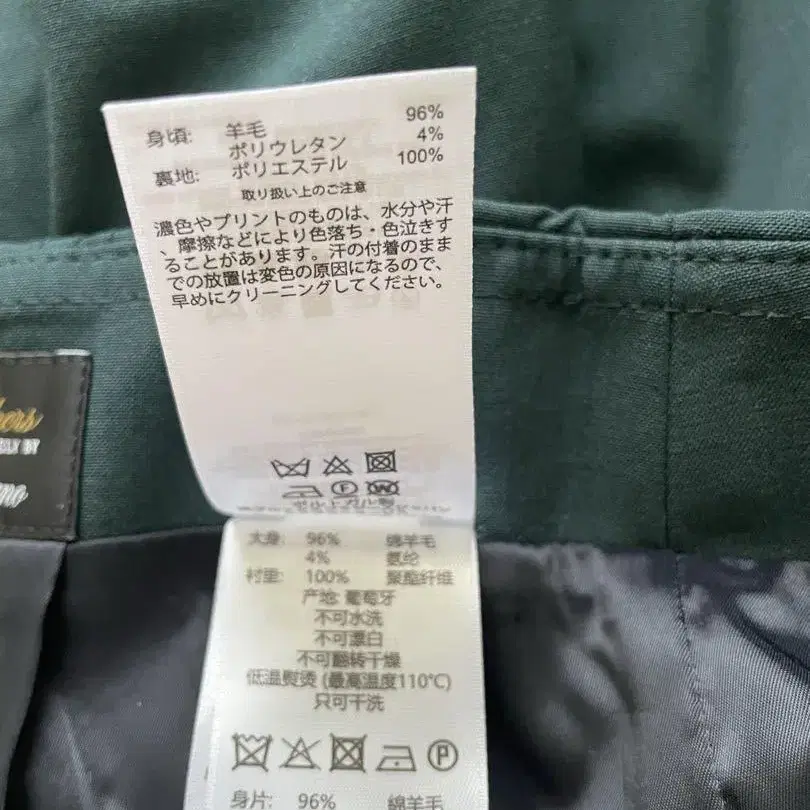 身頃: 羊毛 96%
ポリウレタン 4%
裏地: ポリエステル 100%
取り扱い上のご注意
濃色やプリントのものは、水分や汗
、摩擦などにより色落ち・色泣きす
ることがあります。汗の付着のまま
での放置は変色の原因になるので、
早めにクリーニングしてください。
大身: 96% 绵羊毛
4% 氨纶
衬里: 100% 聚酯纤维
产地: 葡萄牙
不可水洗
不可漂白
不可翻转干燥
低温熨烫 (最高温度110°C)
只可干洗
P
身片: 96% 綿羊毛